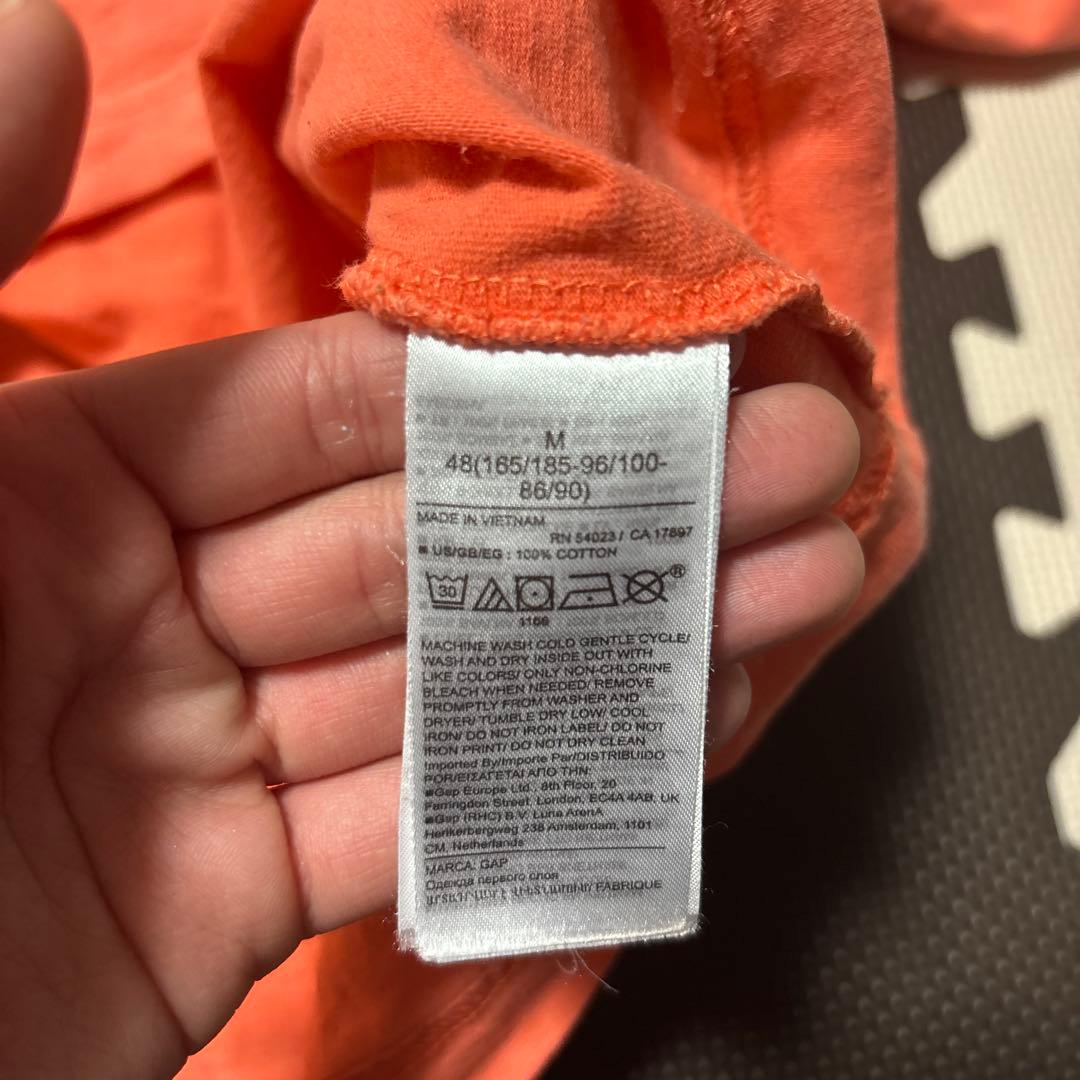 M
48(165/185-96/100-
86/90)
MADE IN VIETNAM
RN 54023 / CA 17897
■ US/GB/EG : 100% COTTON
30
®
1166
MACHINE WASH COLD GENTLE CYCLE/
WASH AND DRY INSIDE OUT WITH
LIKE COLORS/ ONLY NON-CHLORINE
BLEACH WHEN NEEDED/ REMOVE
PROMPTLY FROM WASHER AND
DRYER/ TUMBLE DRY LOW/ COOL
IRON/ DO NOT IRON LABEL/ DO NOT
IRON PRINT/ DO NOT DRY CLEAN
Imported By/Importe Par/DISTRIBUIDO
POR/ΕΙΣΑΓΕΤΑΙ ΑΠΟ ΤΗΝ:
■Gap Europe Ltd., 8th Floor, 20
Farringdon Street, London, EC4A 4AB, UK
■Gap (RHC) B.V. Luna ArenA
Herikerbergweg 238 Amsterdam, 1101
CM, Netherlands
MARCA: GAP
Одежда первого слоя
FABRIQUE